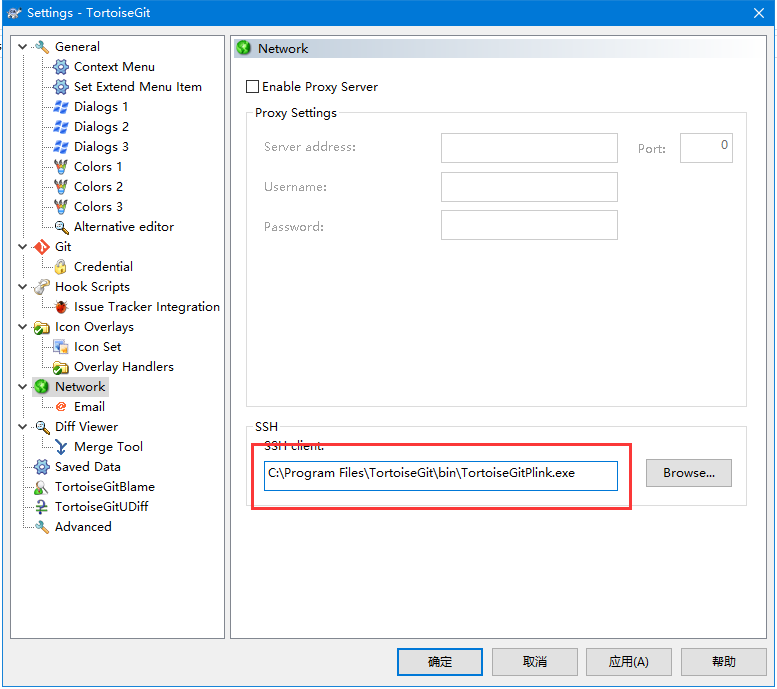 Settings - TortoiseGit
General
Context Menu
Set Extend Menu Item
Dialogs 1
Dialogs 2
Dialogs 3
Colors 1
Colors 2
Colors 3
Alternative editor
Git
Credential
Hook Scripts
Issue Tracker Integration
Icon Overlays
Icon Set
Overlay Handlers
Network
Email
Diff Viewer
Merge Tool
Saved Data
TortoiseGitBlame
TortoiseGitUDiff
Advanced
Network
Enable Proxy Server
Proxy Settings
Server address:
Port:
0
Username:
Password:
SSH
SSH client:
C:\Program Files\TortoiseGit\bin\TortoiseGitPlink.exe
Browse...
确定
取消
应用(A)
帮助